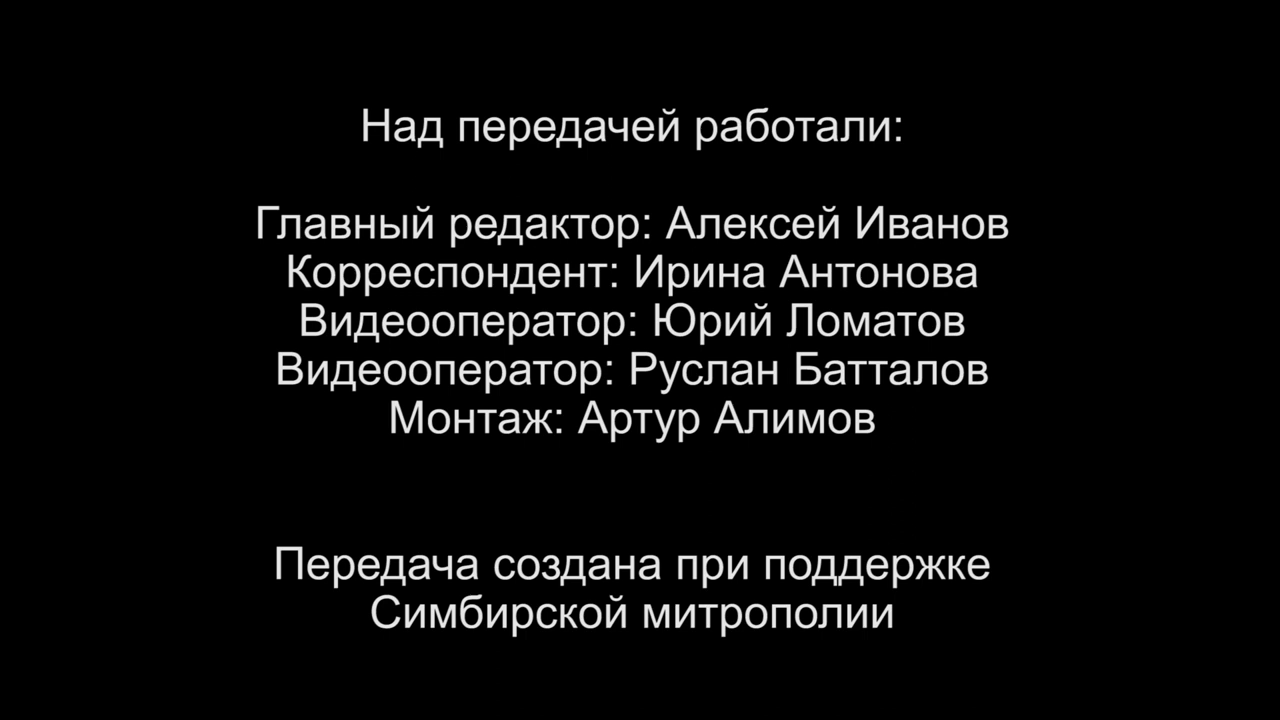 Над передачей работали:
Главный редактор: Алексей Иванов
Корреспондент: Ирина Антонова
Видеооператор: Юрий Ломатов
Видеооператор: Руслан Батталов
Монтаж: Артур Алимов
Передача создана при поддержке
Симбирской митрополии